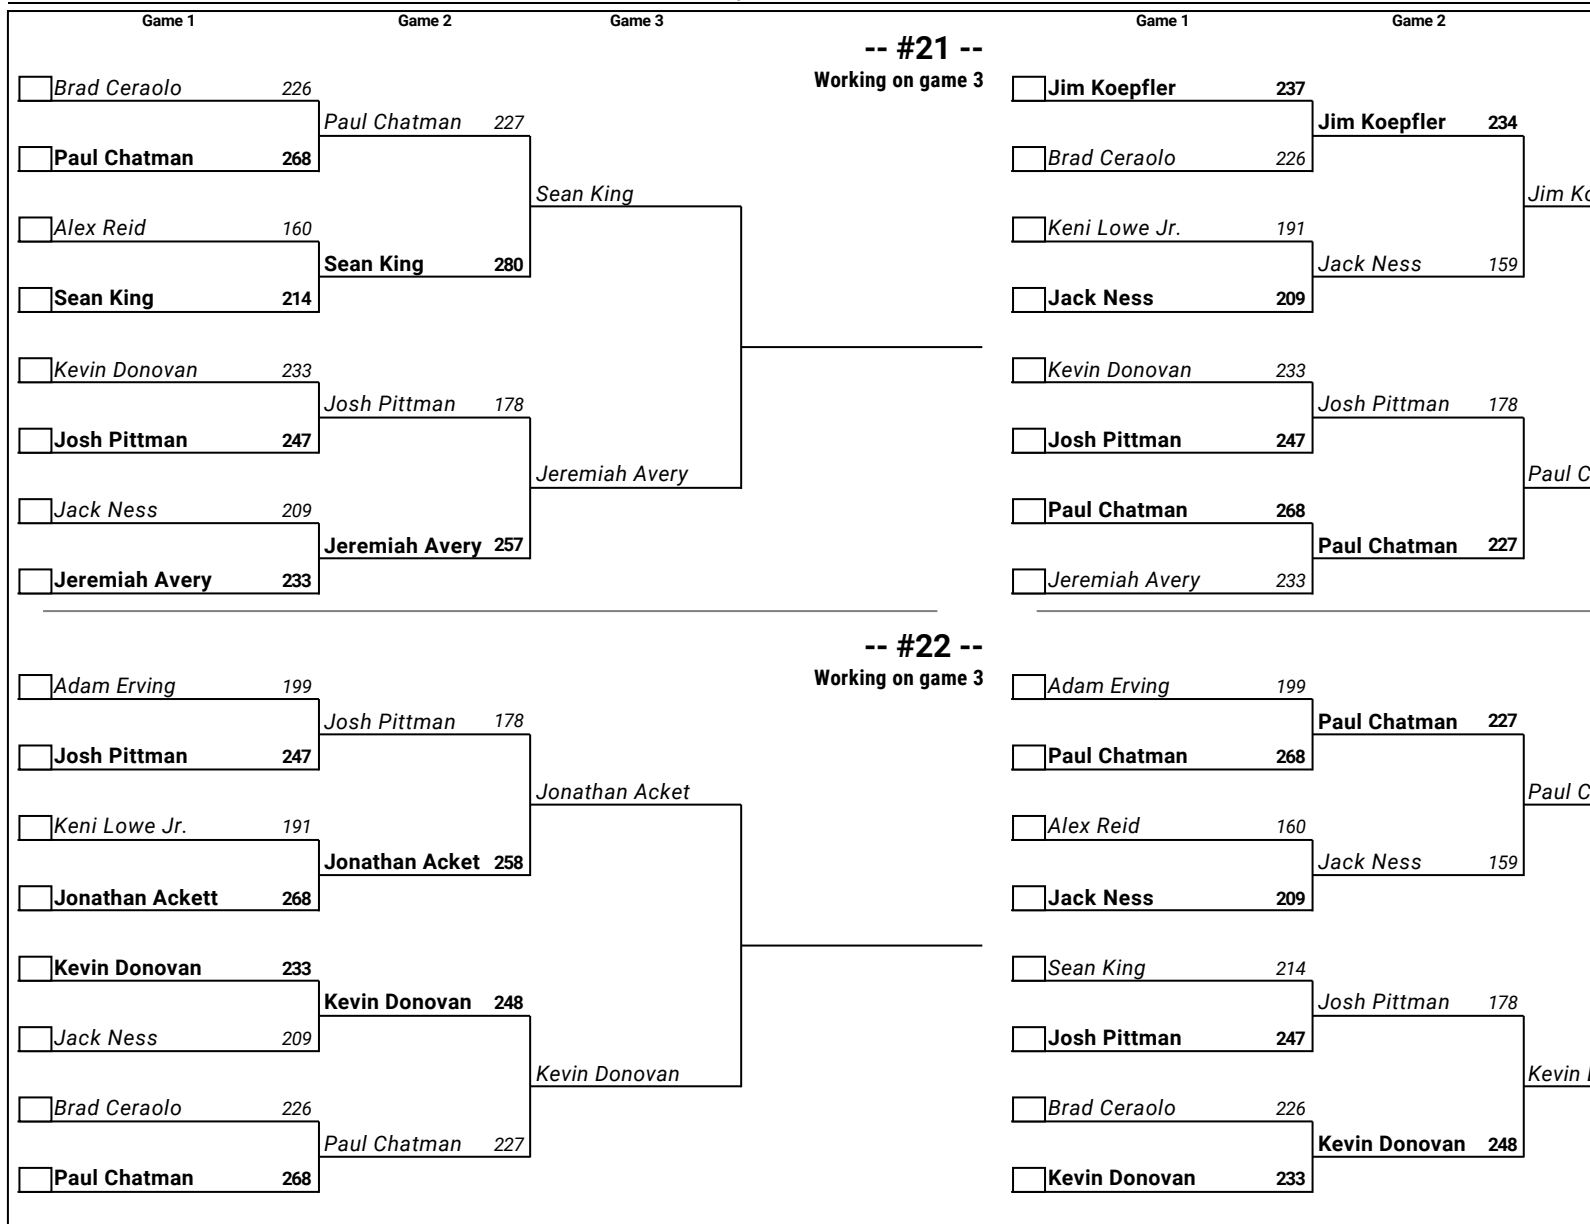 Game 1 Game 2 Game 3 Game 1 Game 2
-- #21 --
Working on game 3
Brad Ceraolo 226
Paul Chatman 227
Paul Chatman 268
Sean King
Alex Reid 160
Sean King 280
Sean King 214
Kevin Donovan 233
Josh Pittman 178
Josh Pittman 247
Jeremiah Avery
Jack Ness 209
Jeremiah Avery 257
Jeremiah Avery 233
Jim Koepfler 237
Jim Koepfler 234
Brad Ceraolo 226
Jim Ko
Keni Lowe Jr. 191
Jack Ness 159
Jack Ness 209
Kevin Donovan 233
Josh Pittman 178
Josh Pittman 247
Paul C
Paul Chatman 268
Paul Chatman 227
Jeremiah Avery 233
-- #22 --
Working on game 3
Adam Erving 199
Josh Pittman 178
Josh Pittman 247
Jonathan Acket
Keni Lowe Jr. 191
Jonathan Acket 258
Jonathan Ackett 268
Kevin Donovan 233
Kevin Donovan 248
Jack Ness 209
Kevin Donovan
Brad Ceraolo 226
Paul Chatman 227
Paul Chatman 268
Adam Erving 199
Paul Chatman 227
Paul Chatman 268
Paul C
Alex Reid 160
Jack Ness 159
Jack Ness 209
Sean King 214
Josh Pittman 178
Josh Pittman 247
Kevin
Brad Ceraolo 226
Kevin Donovan 248
Kevin Donovan 233